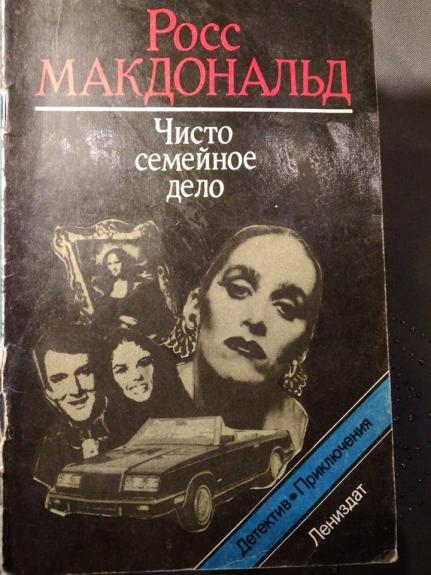 Росс
МАКДОНАЛЬД
Чисто
семейное
дело
Детектив • Приключения
Лениздат